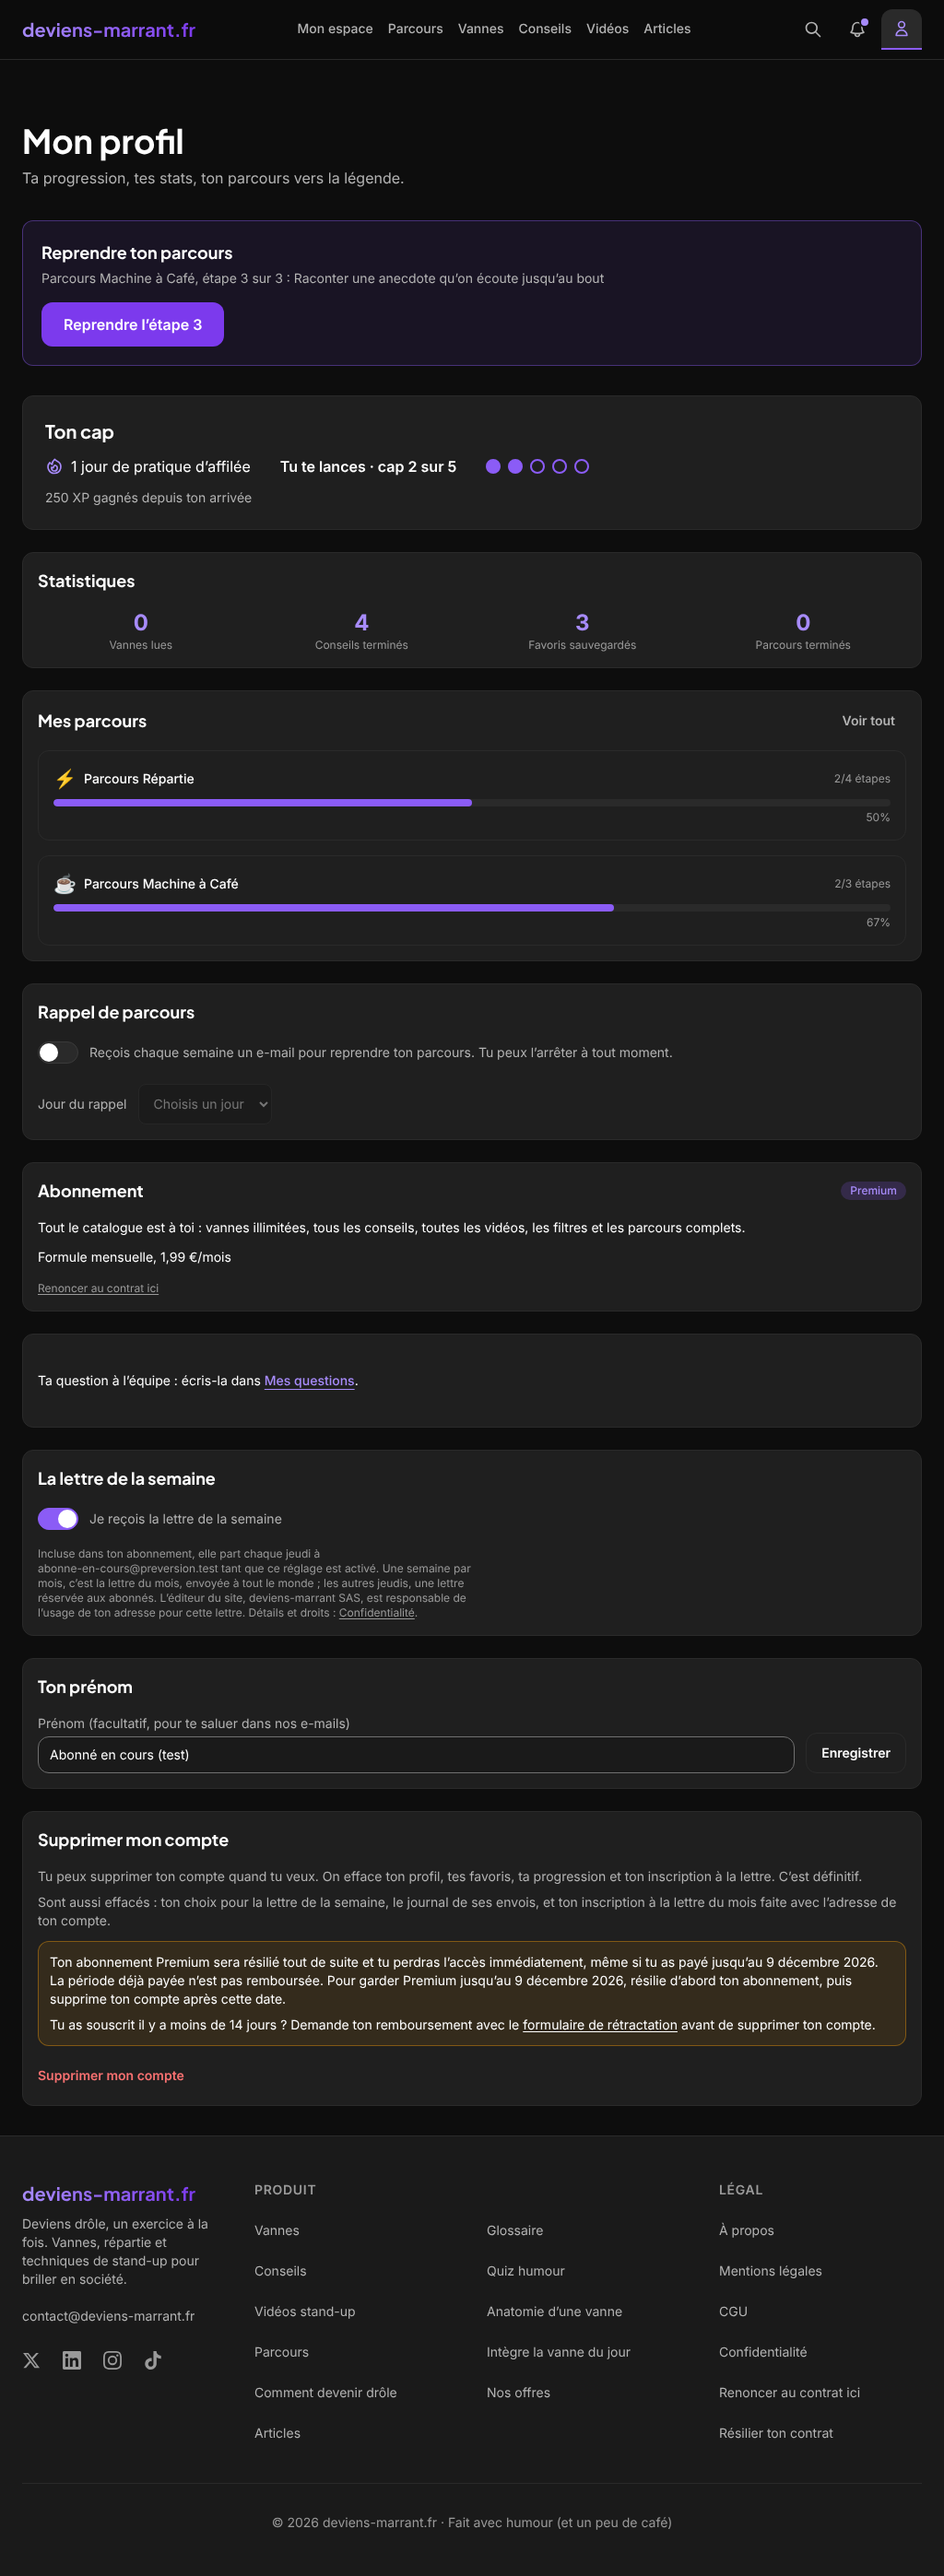 deviens-marrant.fr
Mon espace
Parcours
Vannes
Conseils
Vidéos
Articles
Mon profil
Ta progression, tes stats, ton parcours vers la légende.
Reprendre ton parcours
Parcours Machine à Café, étape 3 sur 3 : Raconter une anecdote qu’on écoute jusqu’au bout
Reprendre l’étape 3
Ton cap
1 jour de pratique d’affilée
Tu te lances · cap 2 sur 5
250 XP gagnés depuis ton arrivée
Statistiques
0
Vannes lues
4
Conseils terminés
3
Favoris sauvegardés
0
Parcours terminés
Mes parcours
Voir tout
Parcours Répartie
2/4 étapes
50%
Parcours Machine à Café
2/3 étapes
67%
Rappel de parcours
Reçois chaque semaine un e-mail pour reprendre ton parcours. Tu peux l’arrêter à tout moment.
Jour du rappel
Choisis un jour
Abonnement
Premium
Tout le catalogue est à toi : vannes illimitées, tous les conseils, toutes les vidéos, les filtres et les parcours complets.
Formule mensuelle, 1,99 €/mois
Renoncer au contrat ici
Ta question à l’équipe : écris-la dans Mes questions.
La lettre de la semaine
Je reçois la lettre de la semaine
Incluse dans ton abonnement, elle part chaque jeudi à
abonne-en-cours@preversion.test tant que ce réglage est activé. Une semaine par
mois, c’est la lettre du mois, envoyée à tout le monde ; les autres jeudis, une lettre
réservée aux abonnés. L’éditeur du site, deviens-marrant SAS, est responsable de
l’usage de ton adresse pour cette lettre. Détails et droits : Confidentialité.
Ton prénom
Prénom (facultatif, pour te saluer dans nos e-mails)
Abonné en cours (test)
Enregistrer
Supprimer mon compte
Tu peux supprimer ton compte quand tu veux. On efface ton profil, tes favoris, ta progression et ton inscription à la lettre. C’est définitif.
Sont aussi effacés : ton choix pour la lettre de la semaine, le journal de ses envois, et ton inscription à la lettre du mois faite avec l’adresse de
ton compte.
Ton abonnement Premium sera résilié tout de suite et tu perdras l’accès immédiatement, même si tu as payé jusqu’au 9 décembre 2026.
La période déjà payée n’est pas remboursée. Pour garder Premium jusqu’au 9 décembre 2026, résilie d’abord ton abonnement, puis
supprime ton compte après cette date.
Tu as souscrit il y a moins de 14 jours ? Demande ton remboursement avec le formulaire de rétractation avant de supprimer ton compte.
Supprimer mon compte
deviens-marrant.fr
Deviens drôle, un exercice à la
fois. Vannes, répartie et
techniques de stand-up pour
briller en société.
contact@deviens-marrant.fr
PRODUIT
Vannes
Conseils
Vidéos stand-up
Parcours
Comment devenir drôle
Articles
Glossaire
Quiz humour
Anatomie d’une vanne
Intègre la vanne du jour
Nos offres
LÉGAL
À propos
Mentions légales
CGU
Confidentialité
Renoncer au contrat ici
Résilier ton contrat
© 2026 deviens-marrant.fr · Fait avec humour (et un peu de café)